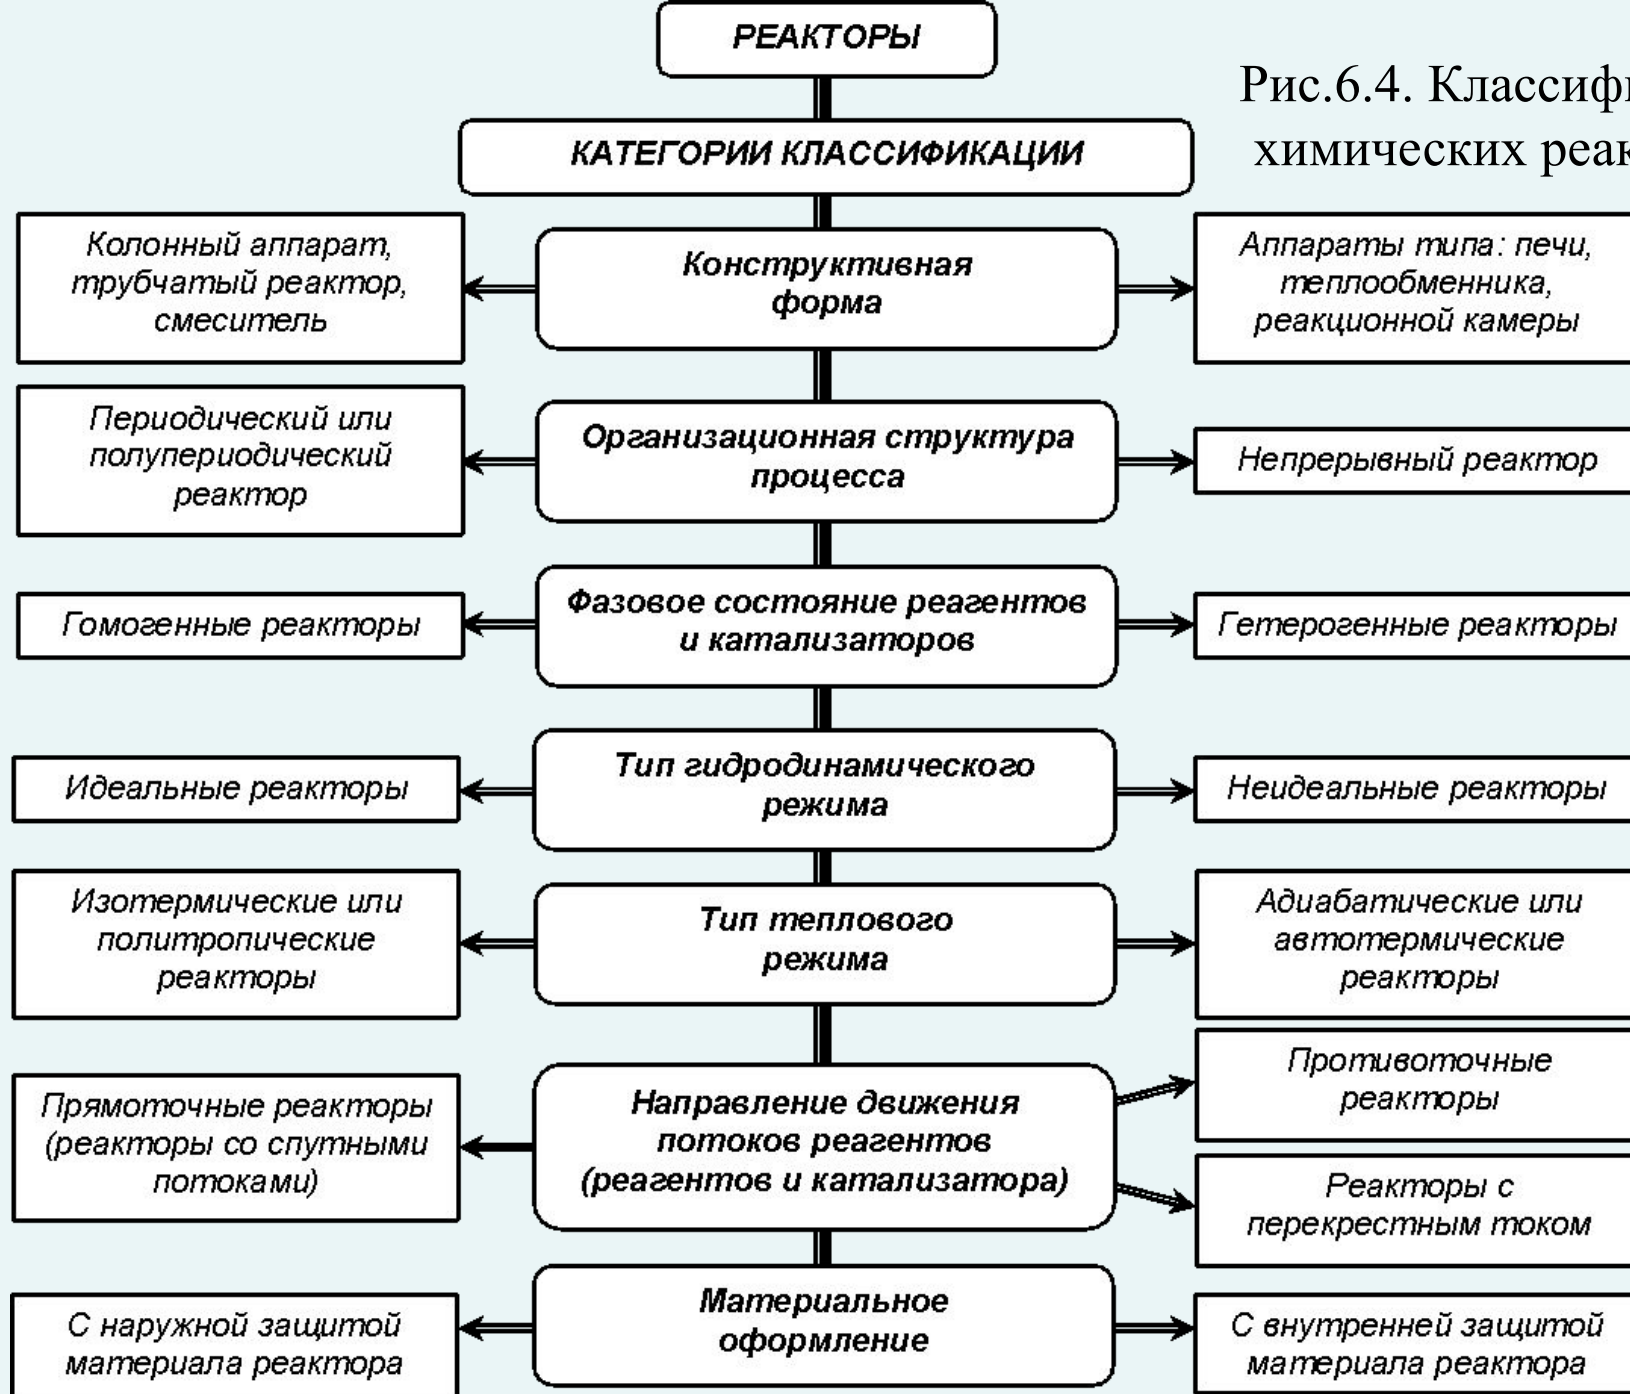 РЕАКТОРЫ
Рис.6.4.
химических
КАТЕГОРИИ КЛАССИФИКАЦИИ
Колонный аппарат,
трубчатый реактор,
смеситель
Конструктивная
форма
Аппараты типа: печи,
теплообменника,
реакционной камеры
Периодический или
полупериодический
реактор
Организационная структура
процесса
Непрерывный реактор
Гомогенные реакторы
Фазовое состояние реагентов
и катализаторов
Гетерогенные реакторы
Идеальные реакторы
Тип гидродинамического
режима
Неидеальные реакторы
Изотермические или
политропические
реакторы
Тип теплового
режима
Адиабатические или
автотермические
реакторы
Прямоточные реакторы
(реакторы со спутными
потоками)
Направление движения
потоков реагентов
(реагентов и катализатора)
Противоточные
реакторы
Реакторы с
перекрестным током
С наружной защитой
материала реактора
Материальное
оформление
С внутренней защитой
материала реактора